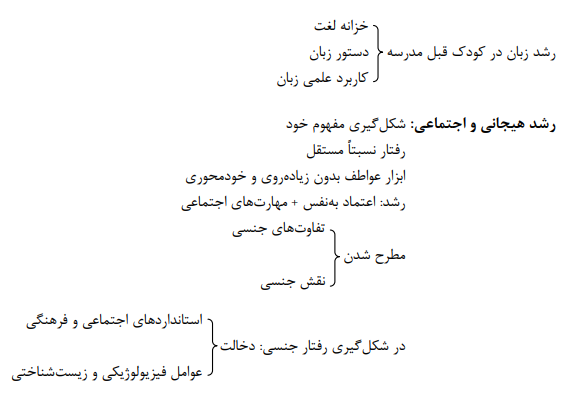 خزانه لغت
رشد زبان در کودک قبل مدرسه
دستور زبان
کاربرد علمی زبان
رشد هیجانی و اجتماعی: شکل‌گیری مفهوم خود
رفتار نسبتاً مستقل
ابزار عواطف بدون زیاده‌روی و خودمحوری
رشد: اعتماد به‌نفس + مهارت‌های اجتماعی
تفاوت‌های جنسی
مطرح شدن
نقش جنسی
استانداردهای اجتماعی و فرهنگی
در شکل‌گیری رفتار جنسی: دخالت
عوامل فیزیولوژیکی و زیست‌شناختی